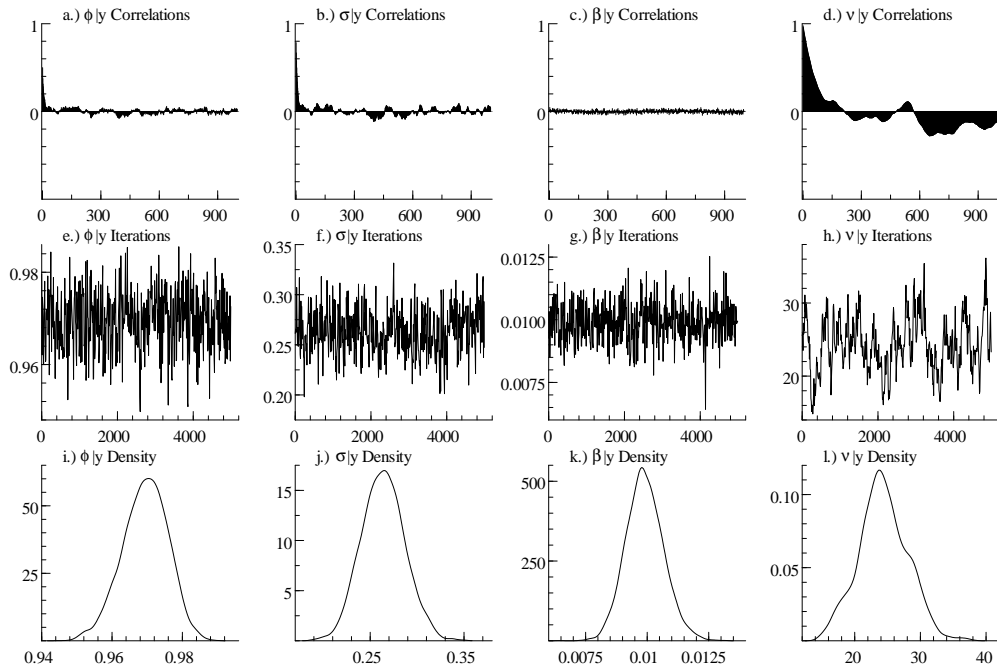 a.) ϕ|y Correlations
b.) σ|y Correlations
c.) β|y Correlations
d.) ν|y Correlations
1
0
0 300 600 900
1
0
0 300 600 900
1
0
0 300 600 900
1
0
0 300 600 900
e.) ϕ|y Iterations
f.) σ|y Iterations
g.) β|y Iterations
h.) ν|y Iterations
0.98
0.96
0 2000 4000
0.35
0.30
0.25
0.20
0 2000 4000
0.0125
0.0100
0.0075
0 2000 4000
30
20
0 2000 4000
i.) ϕ|y Density
j.) σ|y Density
k.) β|y Density
l.) ν|y Density
50
25
0.94 0.96 0.98
15
10
5
0.25 0.35
500
250
0.0075 0.01 0.0125
0.10
0.05
20 30 40